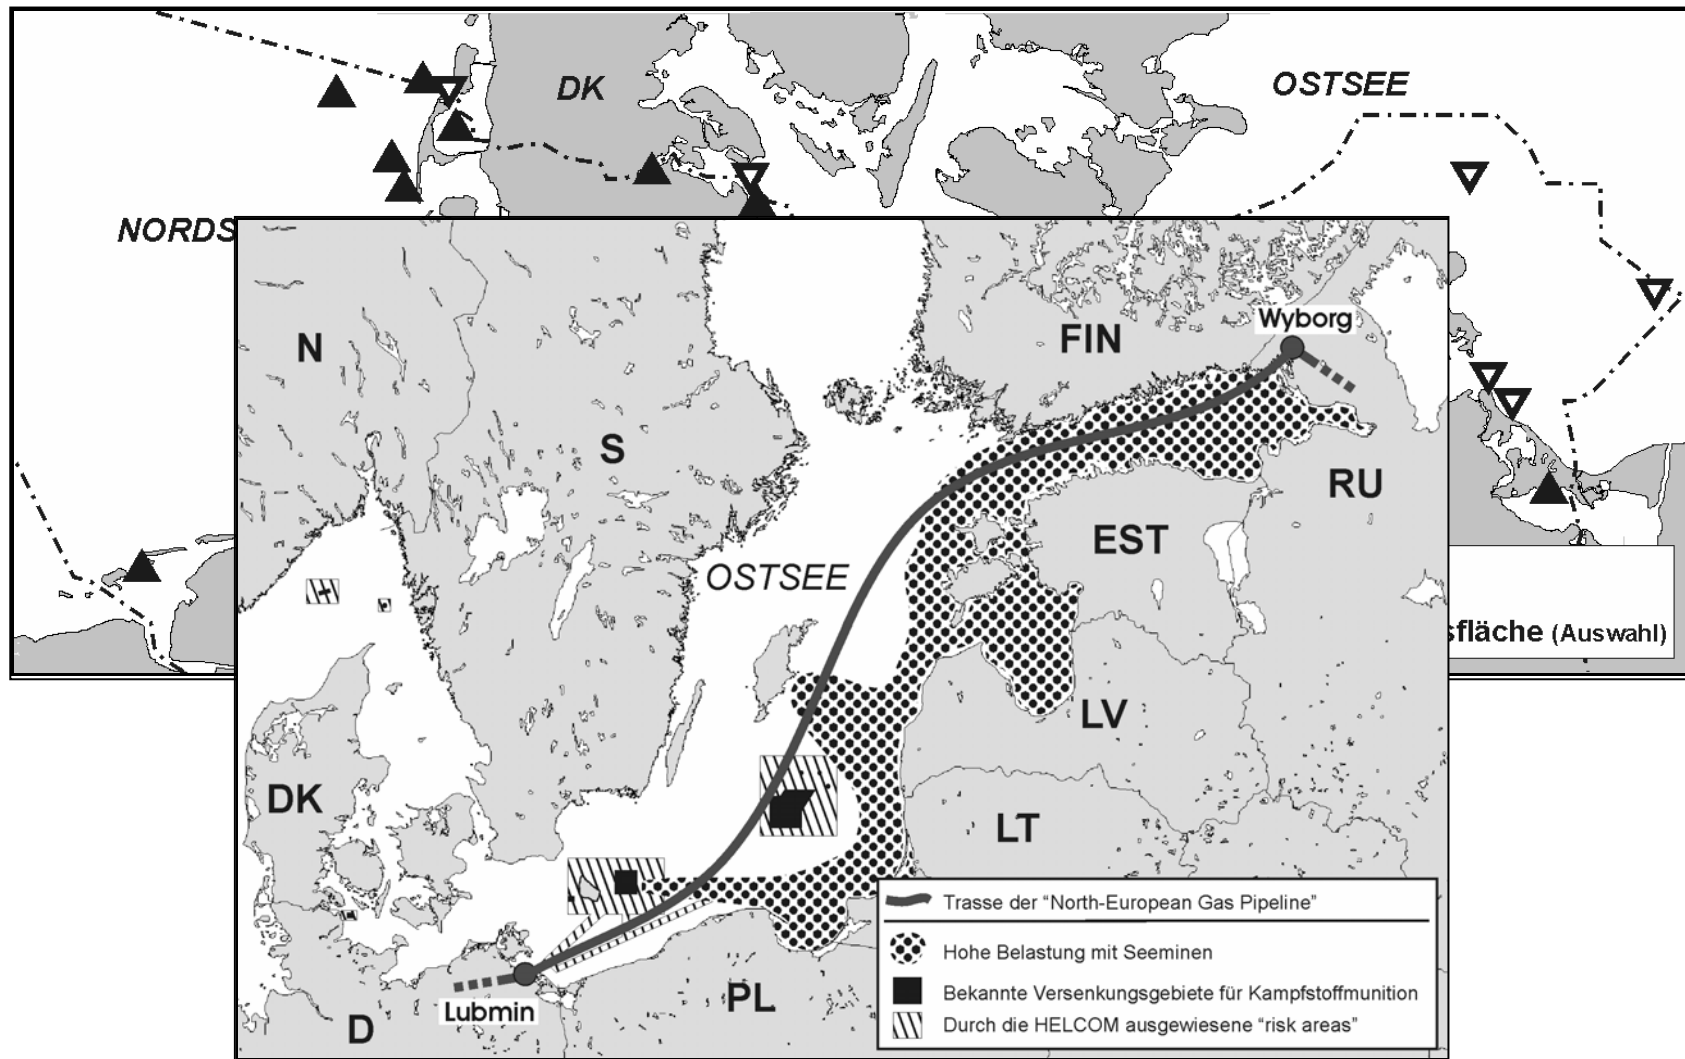 DK
OSTSEE
NORDS
sfläche (Auswahl)
N
FIN
Wyborg
S
RU
EST
OSTSEE
LV
DK
LT
Trasse der “North-European Gas Pipeline”
Hohe Belastung mit Seeminen
Bekannte Versenkungsgebiete für Kampfstoffmunition
Durch die HELCOM ausgewiesene “risk areas”
PL
Lubmin
D